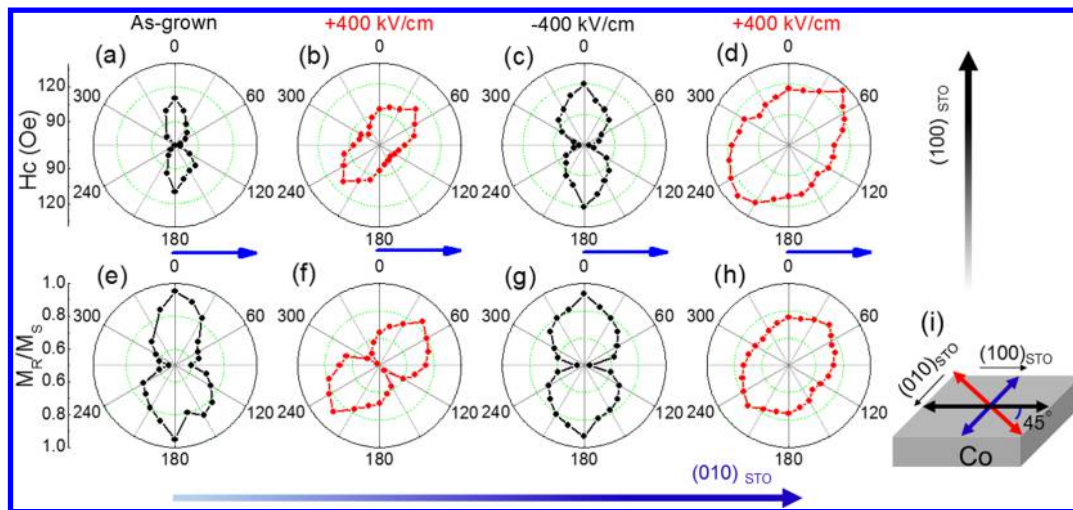 As-grown +400 kV/cm -400 kV/cm +400 kV/cm
(a) 0 (b) 0 (c) 0 (d) 0
300 60 300 60 300 60 300 60
240 120 240 120 240 120 240 120
180 180 180 180
Hc (Oe)
120
90
90
120
(100) STO
(e) 0 (f) 0 (g) 0 (h) 0
300 60 300 60 300 60 300 60
240 120 240 120 240 120 240 120
180 180 180 180
MR/MS
1.0
0.8
0.6
0.6
0.8
1.0
(i)
(010)STO
(100)STO
45°
Co
(010) STO